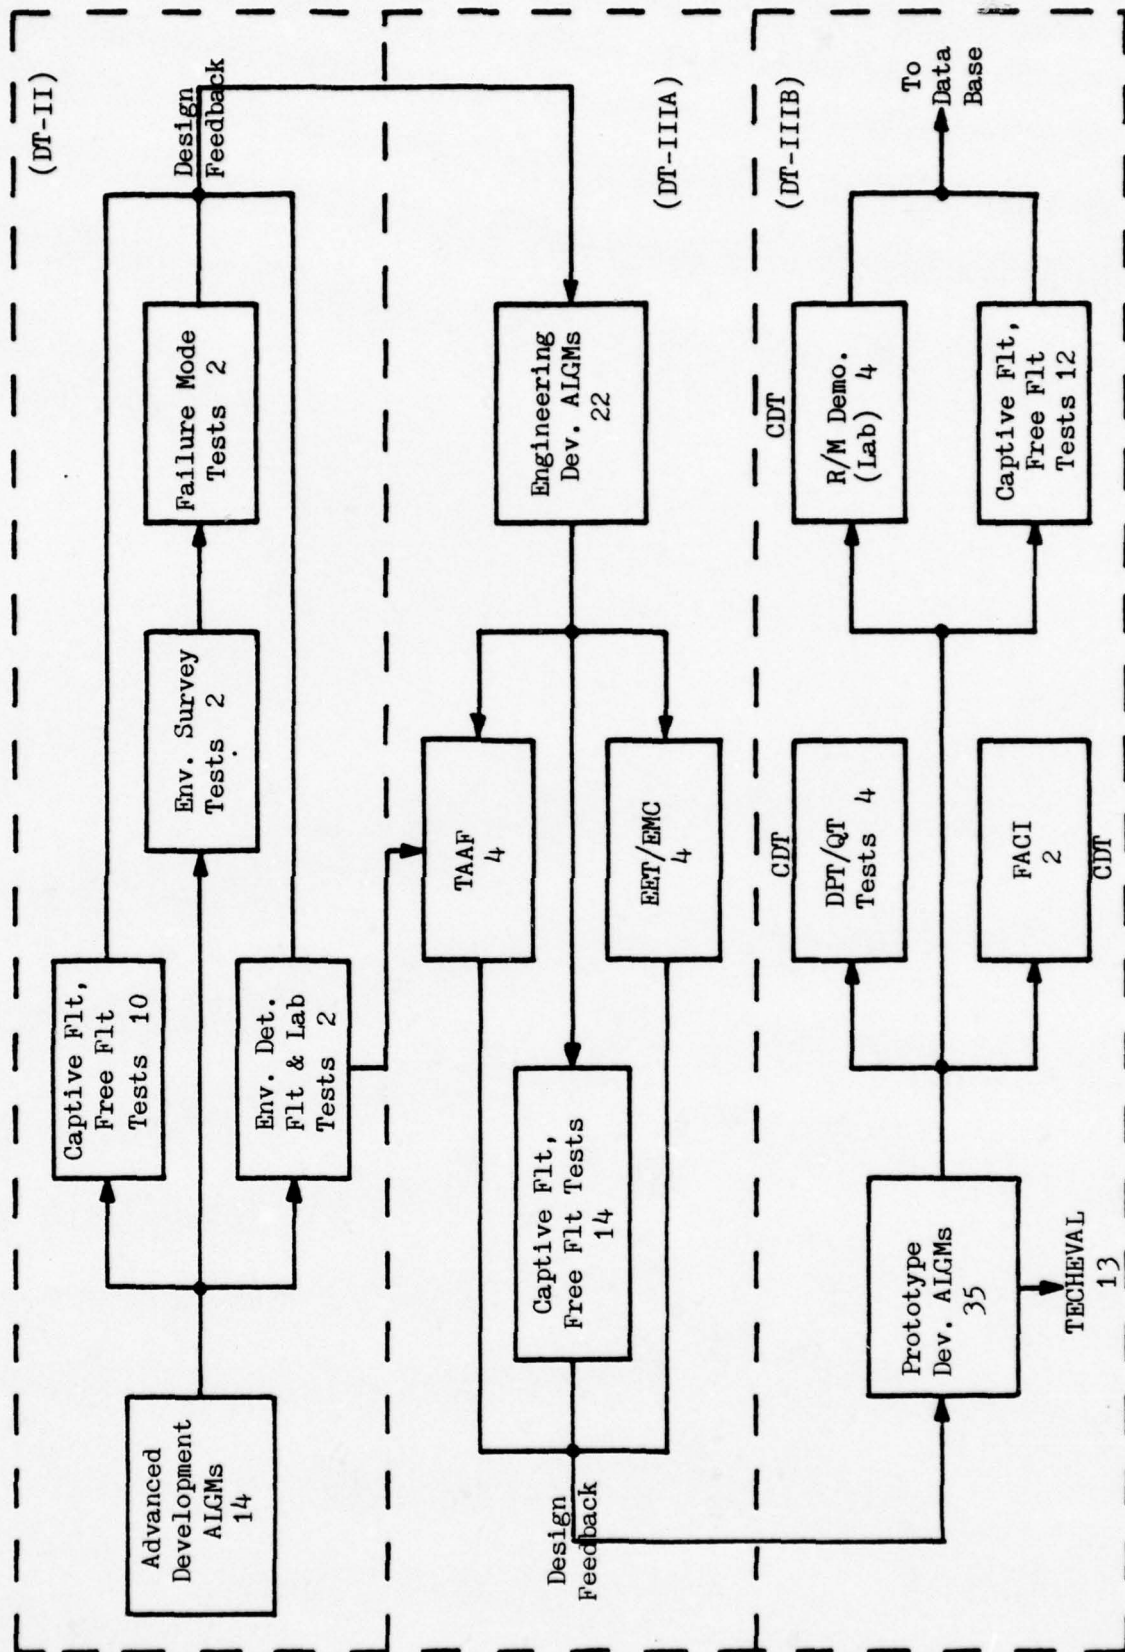 (DT-II)
Advanced
Development
ALGMs
14
Captive Flt,
Free Flt
Tests 10
Env. Det.
Flt & Lab
Tests 2
Env. Survey
Tests 2
Failure Mode
Tests 2
Design
Feedback
(DT-IIIA)
Engineering
Dev. ALGMs
22
TAAF
4
EET/EMC
4
Captive Flt,
Free Flt Tests
14
Design
Feedback
(DT-IIIB)
Prototype
Dev. ALGMs
35
TECHEVAL
13
CDT
DPT/QT
Tests 4
FACI
2
CDT
CDT
R/M Demo.
(Lab) 4
Captive Flt,
Free Flt
Tests 12
To
Data
Base